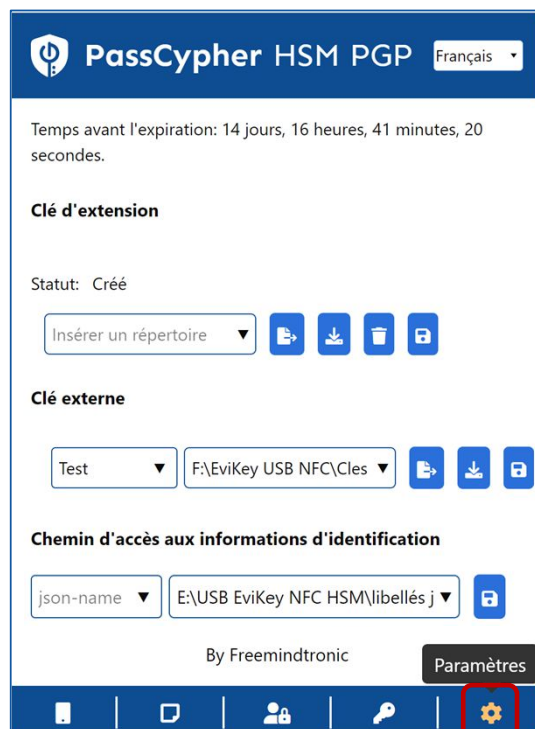 PassCypher HSM PGP Français
Temps avant l'expiration: 14 jours, 16 heures, 41 minutes, 20
secondes.
Clé d'extension
Statut: Créé
Insérer un répertoire
Clé externe
Test F:\EviKey USB NFC\Cles
Chemin d'accès aux informations d'identification
json-name E:\USB EviKey NFC HSM\libellés j
By Freemindtronic
Paramètres